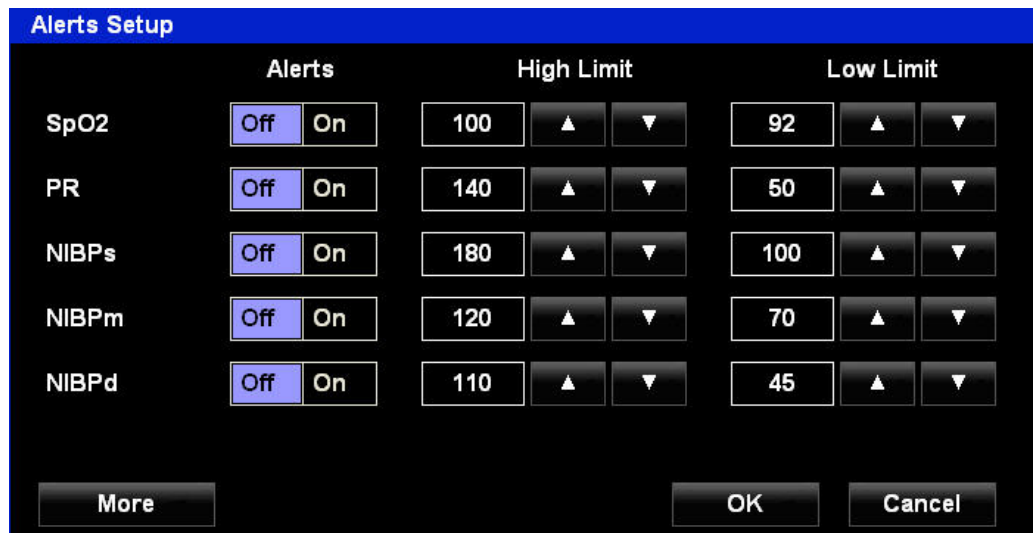 Alerts Setup
Alerts High Limit Low Limit
SpO2 Off On 100 ▲ ▼ 92 ▲ ▼
PR Off On 140 ▲ ▼ 50 ▲ ▼
NIBPs Off On 180 ▲ ▼ 100 ▲ ▼
NIBPm Off On 120 ▲ ▼ 70 ▲ ▼
NIBPd Off On 110 ▲ ▼ 45 ▲ ▼
More OK Cancel